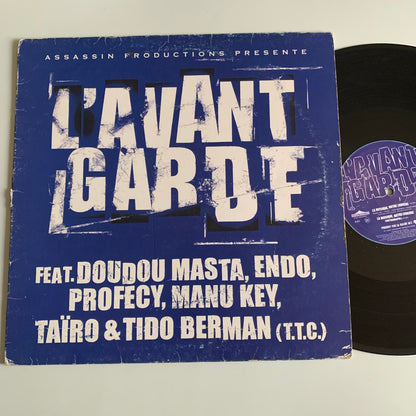 ASSASSIN PRODUCTIONS PRESENTE
L'AVANT
GARDE
FEAT. DOUDOU MASTA, ENDO,
PROFECY, MANU KEY,
TAÏRO & TIDO BERMAN (T.T.C.)
L'AVANT
GARDE